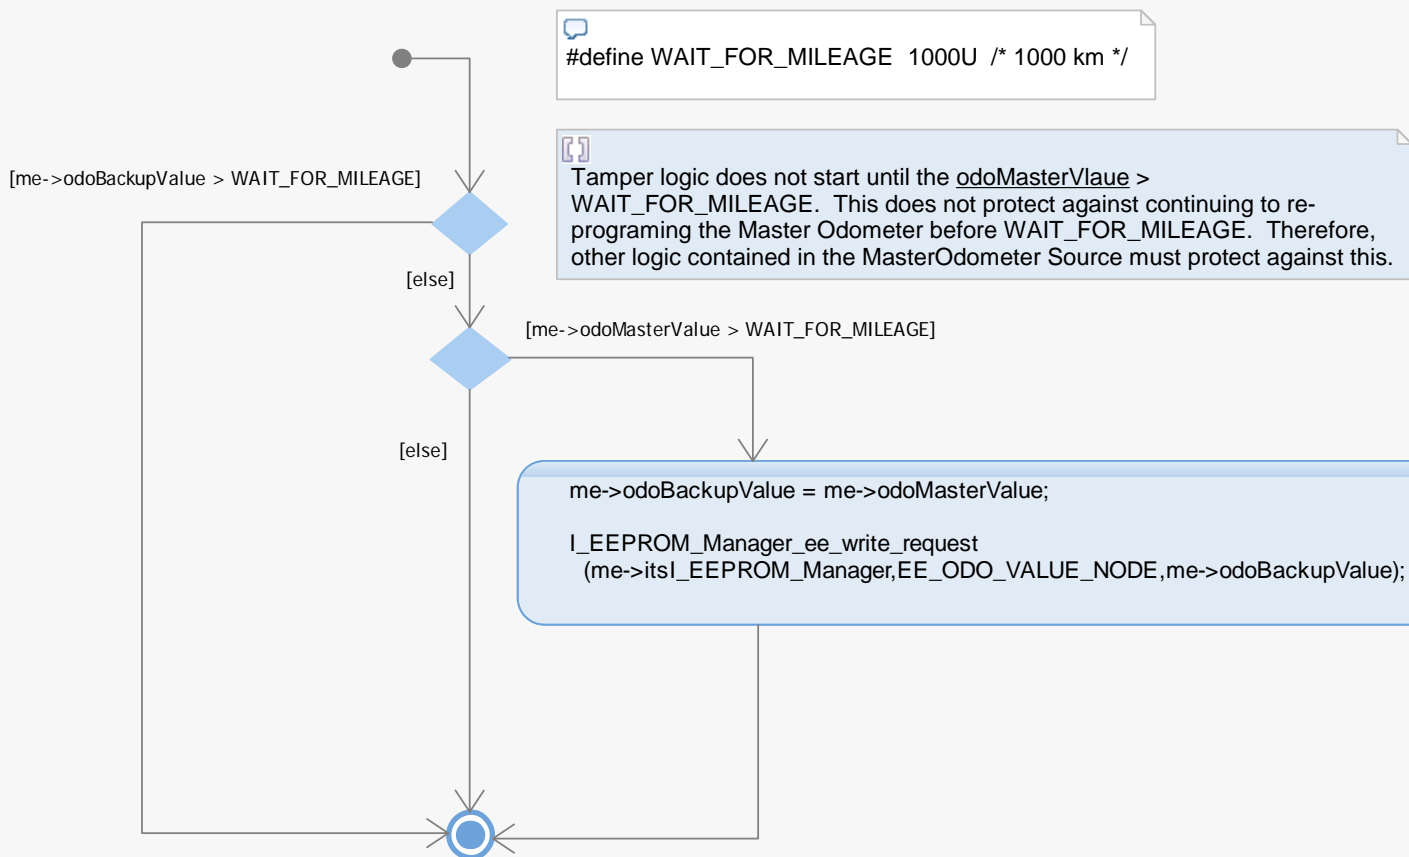 #define WAIT_FOR_MILEAGE  1000U  /* 1000 km */
[me->odoBackupValue > WAIT_FOR_MILEAGE]
Tamper logic does not start until the odoMasterVlaue >
WAIT_FOR_MILEAGE.  This does not protect against continuing to re-
programing the Master Odometer before WAIT_FOR_MILEAGE.  Therefore,
other logic contained in the MasterOdometer Source must protect against this.
[else]
[me->odoMasterValue > WAIT_FOR_MILEAGE]
[else]
me->odoBackupValue = me->odoMasterValue;
I_EEPROM_Manager_ee_write_request
(me->itsI_EEPROM_Manager,EE_ODO_VALUE_NODE,me->odoBackupValue);